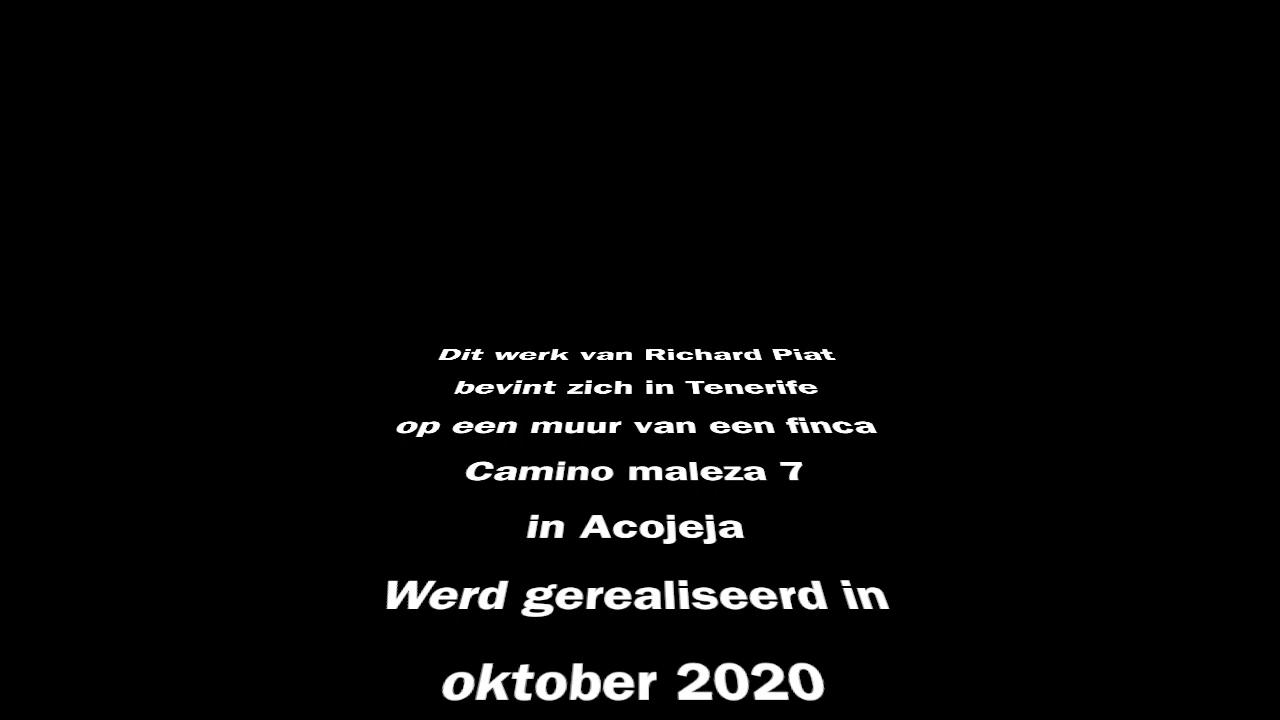 Dit werk van Richard Piat
bevint zich in Tenerife
op een muur van een finca
Camino maleza 7
in Acojeja
Werd gerealiseerd in
oktober 2020